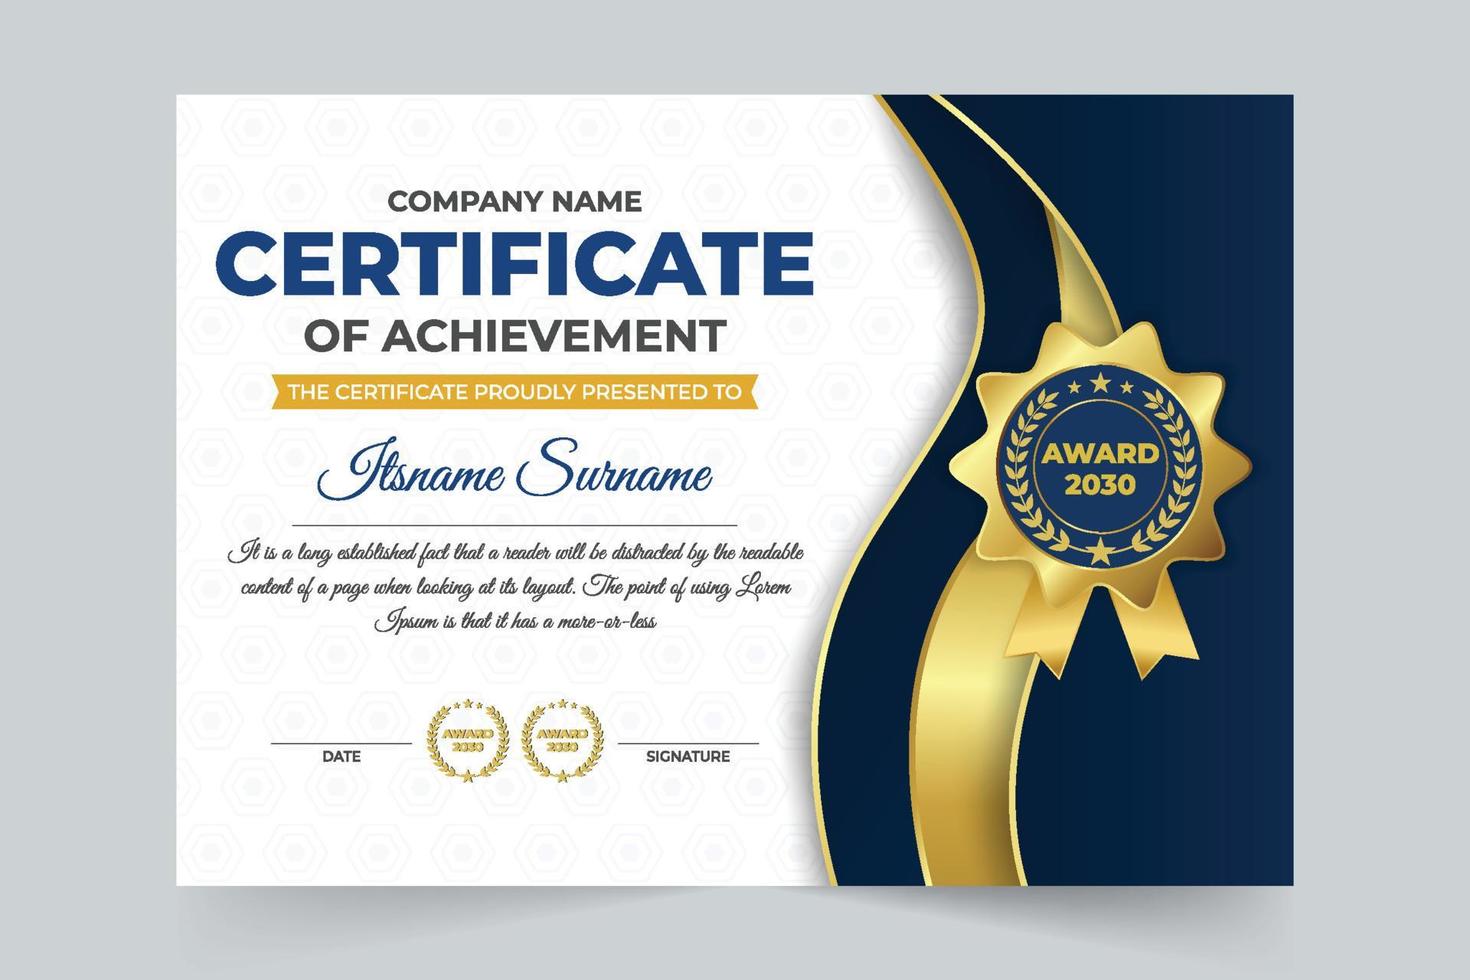 COMPANY NAME
CERTIFICATE
OF ACHIEVEMENT
THE CERTIFICATE PROUDLY PRESENTED TO
Itsname Surname
It is a long established fact that a reader will be distracted by the readable
content of a page when looking at its layout. The point of using Lorem
Ipsum is that it has a more-or-less
DATE
AWARD
2030
AWARD
2030
SIGNATURE
AWARD
2030